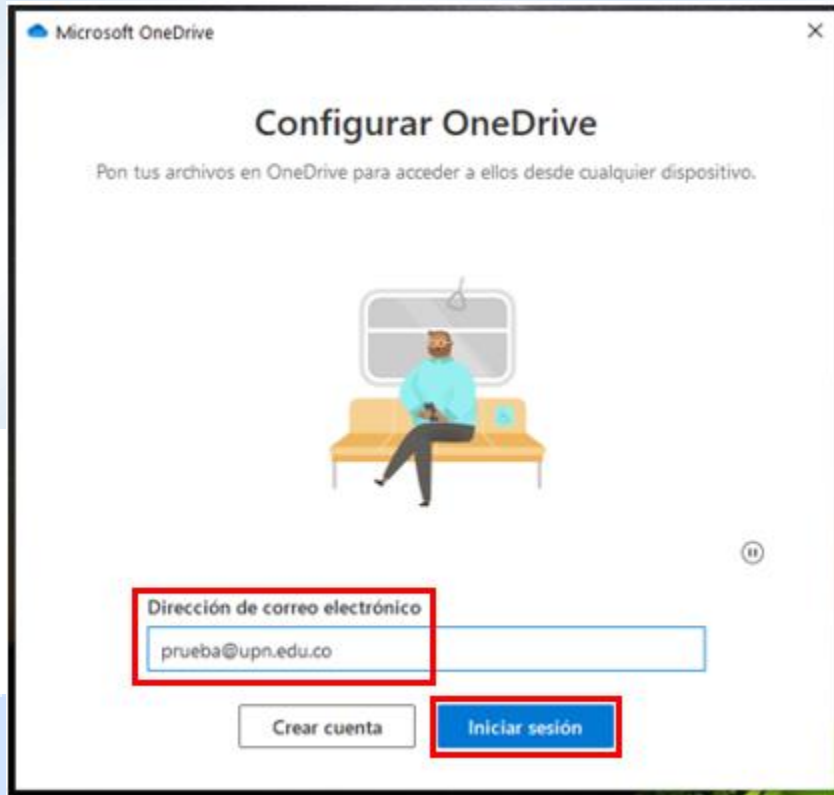 Microsoft OneDrive
Configurar OneDrive
Pon tus archivos en OneDrive para acceder a ellos desde cualquier dispositivo.
Dirección de correo electrónico
prueba@upn.edu.co
Crear cuenta
Iniciar sesión